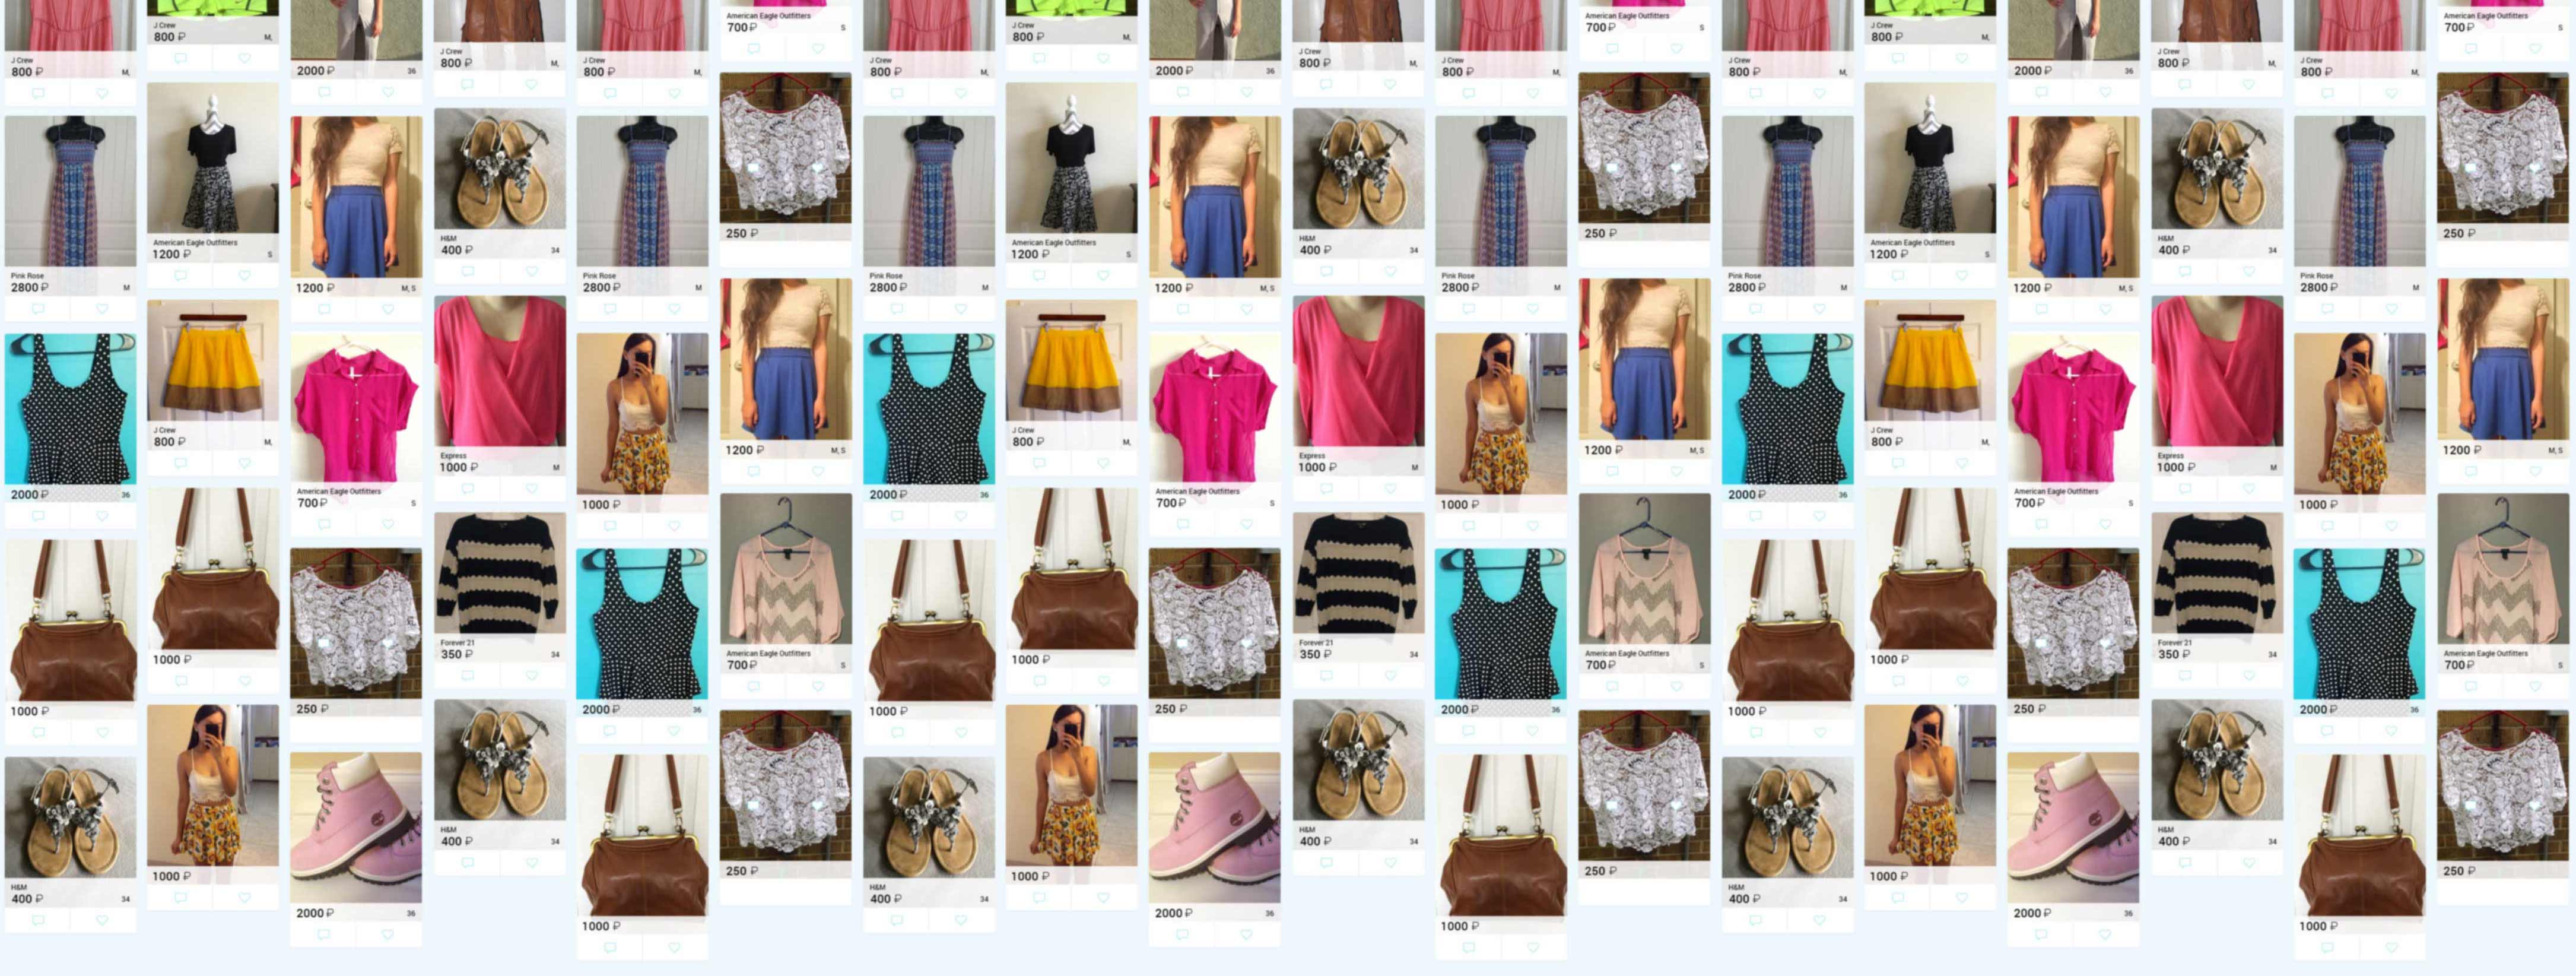 J Crew
800 ₽ M,
Pink Rose
2800 ₽ M
2000 ₽ 36
1000 ₽
H&M
400 ₽ 34
J Crew
800 ₽ M,
American Eagle Outfitters
1200 ₽ S
J Crew
800 ₽ M,
1000 ₽
1000 ₽
2000 ₽ 36
1200 ₽ M, S
American Eagle Outfitters
700 ₽ S
250 ₽
2000 ₽ 36
J Crew
800 ₽ M,
H&M
400 ₽ 34
Express
1000 ₽ M
Forever 21
350 ₽ 34
H&M
400 ₽ 34
J Crew
800 ₽ M,
Pink Rose
2800 ₽ M
1000 ₽
2000 ₽ 36
1000 ₽
American Eagle Outfitters
700 ₽ S
250 ₽
1200 ₽ M, S
American Eagle Outfitters
700 ₽ S
250 ₽
J Crew
800 ₽ M,
Pink Rose
2800 ₽ M
2000 ₽ 36
1000 ₽
H&M
400 ₽ 34
J Crew
800 ₽ M,
American Eagle Outfitters
1200 ₽ S
J Crew
800 ₽ M,
1000 ₽
1000 ₽
2000 ₽ 36
1200 ₽ M, S
American Eagle Outfitters
700 ₽ S
250 ₽
2000 ₽ 36
J Crew
800 ₽ M,
H&M
400 ₽ 34
Express
1000 ₽ M
Forever 21
350 ₽ 34
H&M
400 ₽ 34
J Crew
800 ₽ M,
Pink Rose
2800 ₽ M
1000 ₽
2000 ₽ 36
1000 ₽
American Eagle Outfitters
700 ₽ S
250 ₽
1200 ₽ M, S
American Eagle Outfitters
700 ₽ S
250 ₽
J Crew
800 ₽ M,
Pink Rose
2800 ₽ M
2000 ₽ 36
1000 ₽
H&M
400 ₽ 34
J Crew
800 ₽ M,
American Eagle Outfitters
1200 ₽ S
J Crew
800 ₽ M,
1000 ₽
1000 ₽
2000 ₽ 36
1200 ₽ M, S
American Eagle Outfitters
700 ₽ S
250 ₽
2000 ₽ 36
J Crew
800 ₽ M,
H&M
400 ₽ 34
Express
1000 ₽ M
Forever 21
350 ₽ 34
H&M
400 ₽ 34
J Crew
800 ₽ M,
Pink Rose
2800 ₽ M
1000 ₽
2000 ₽ 36
1000 ₽
American Eagle Outfitters
700 ₽ S
250 ₽
1200 ₽ M, S
American Eagle Outfitters
700 ₽ S
250 ₽